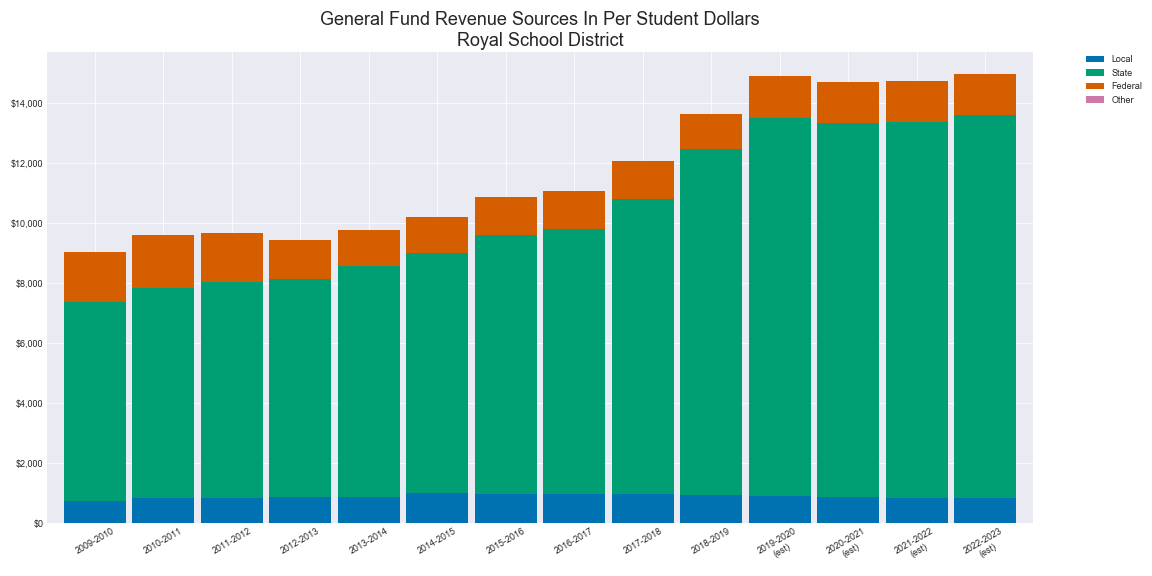 General Fund Revenue Sources In Per Student Dollars
Royal School District
Local
State
Federal
Other
$14,000
$12,000
$10,000
$8,000
$6,000
$4,000
$2,000
$0
2009-2010
2010-2011
2011-2012
2012-2013
2013-2014
2014-2015
2015-2016
2016-2017
2017-2018
2018-2019
2019-2020
(est)
2020-2021
(est)
2021-2022
(est)
2022-2023
(est)